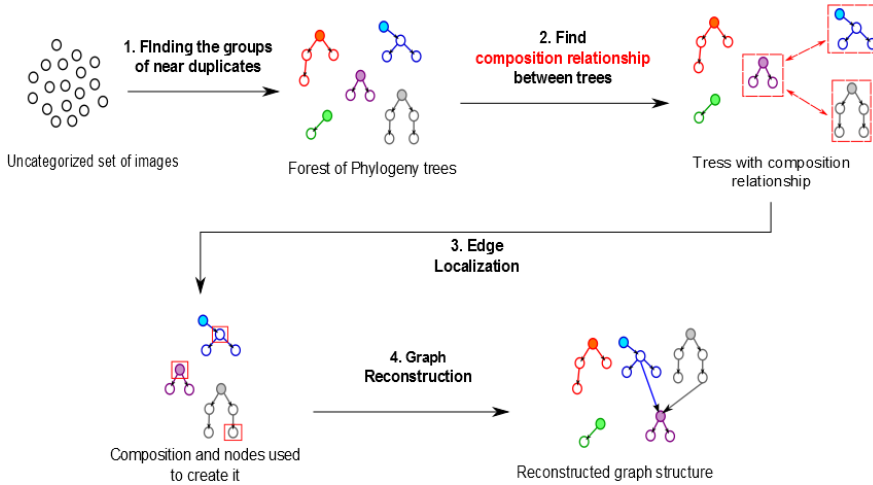 1. Finding the groups
of near duplicates
2. Find
composition relationship
between trees
Uncategorized set of images
Forest of Phylogeny trees
Tress with composition
relationship
3. Edge
Localization
4. Graph
Reconstruction
Composition and nodes used
to create it
Reconstructed graph structure